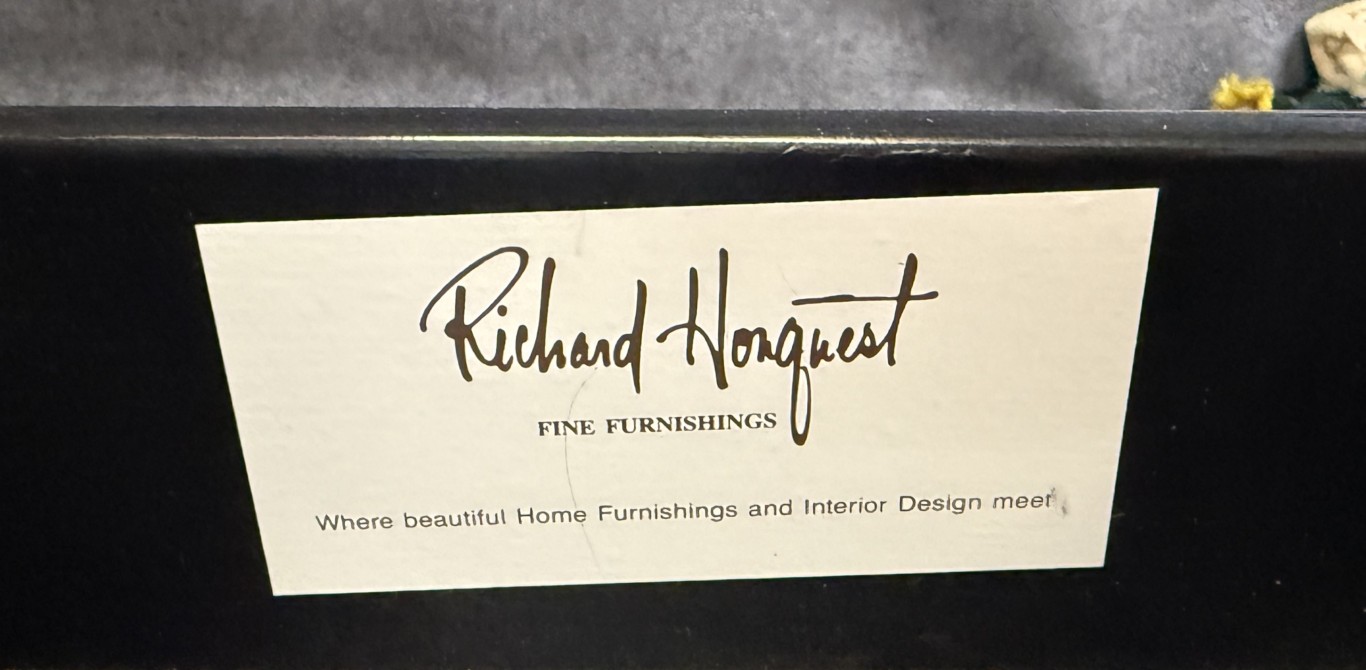 Richard Honquest
FINE FURNISHINGS
Where beautiful Home Furnishings and Interior Design meet